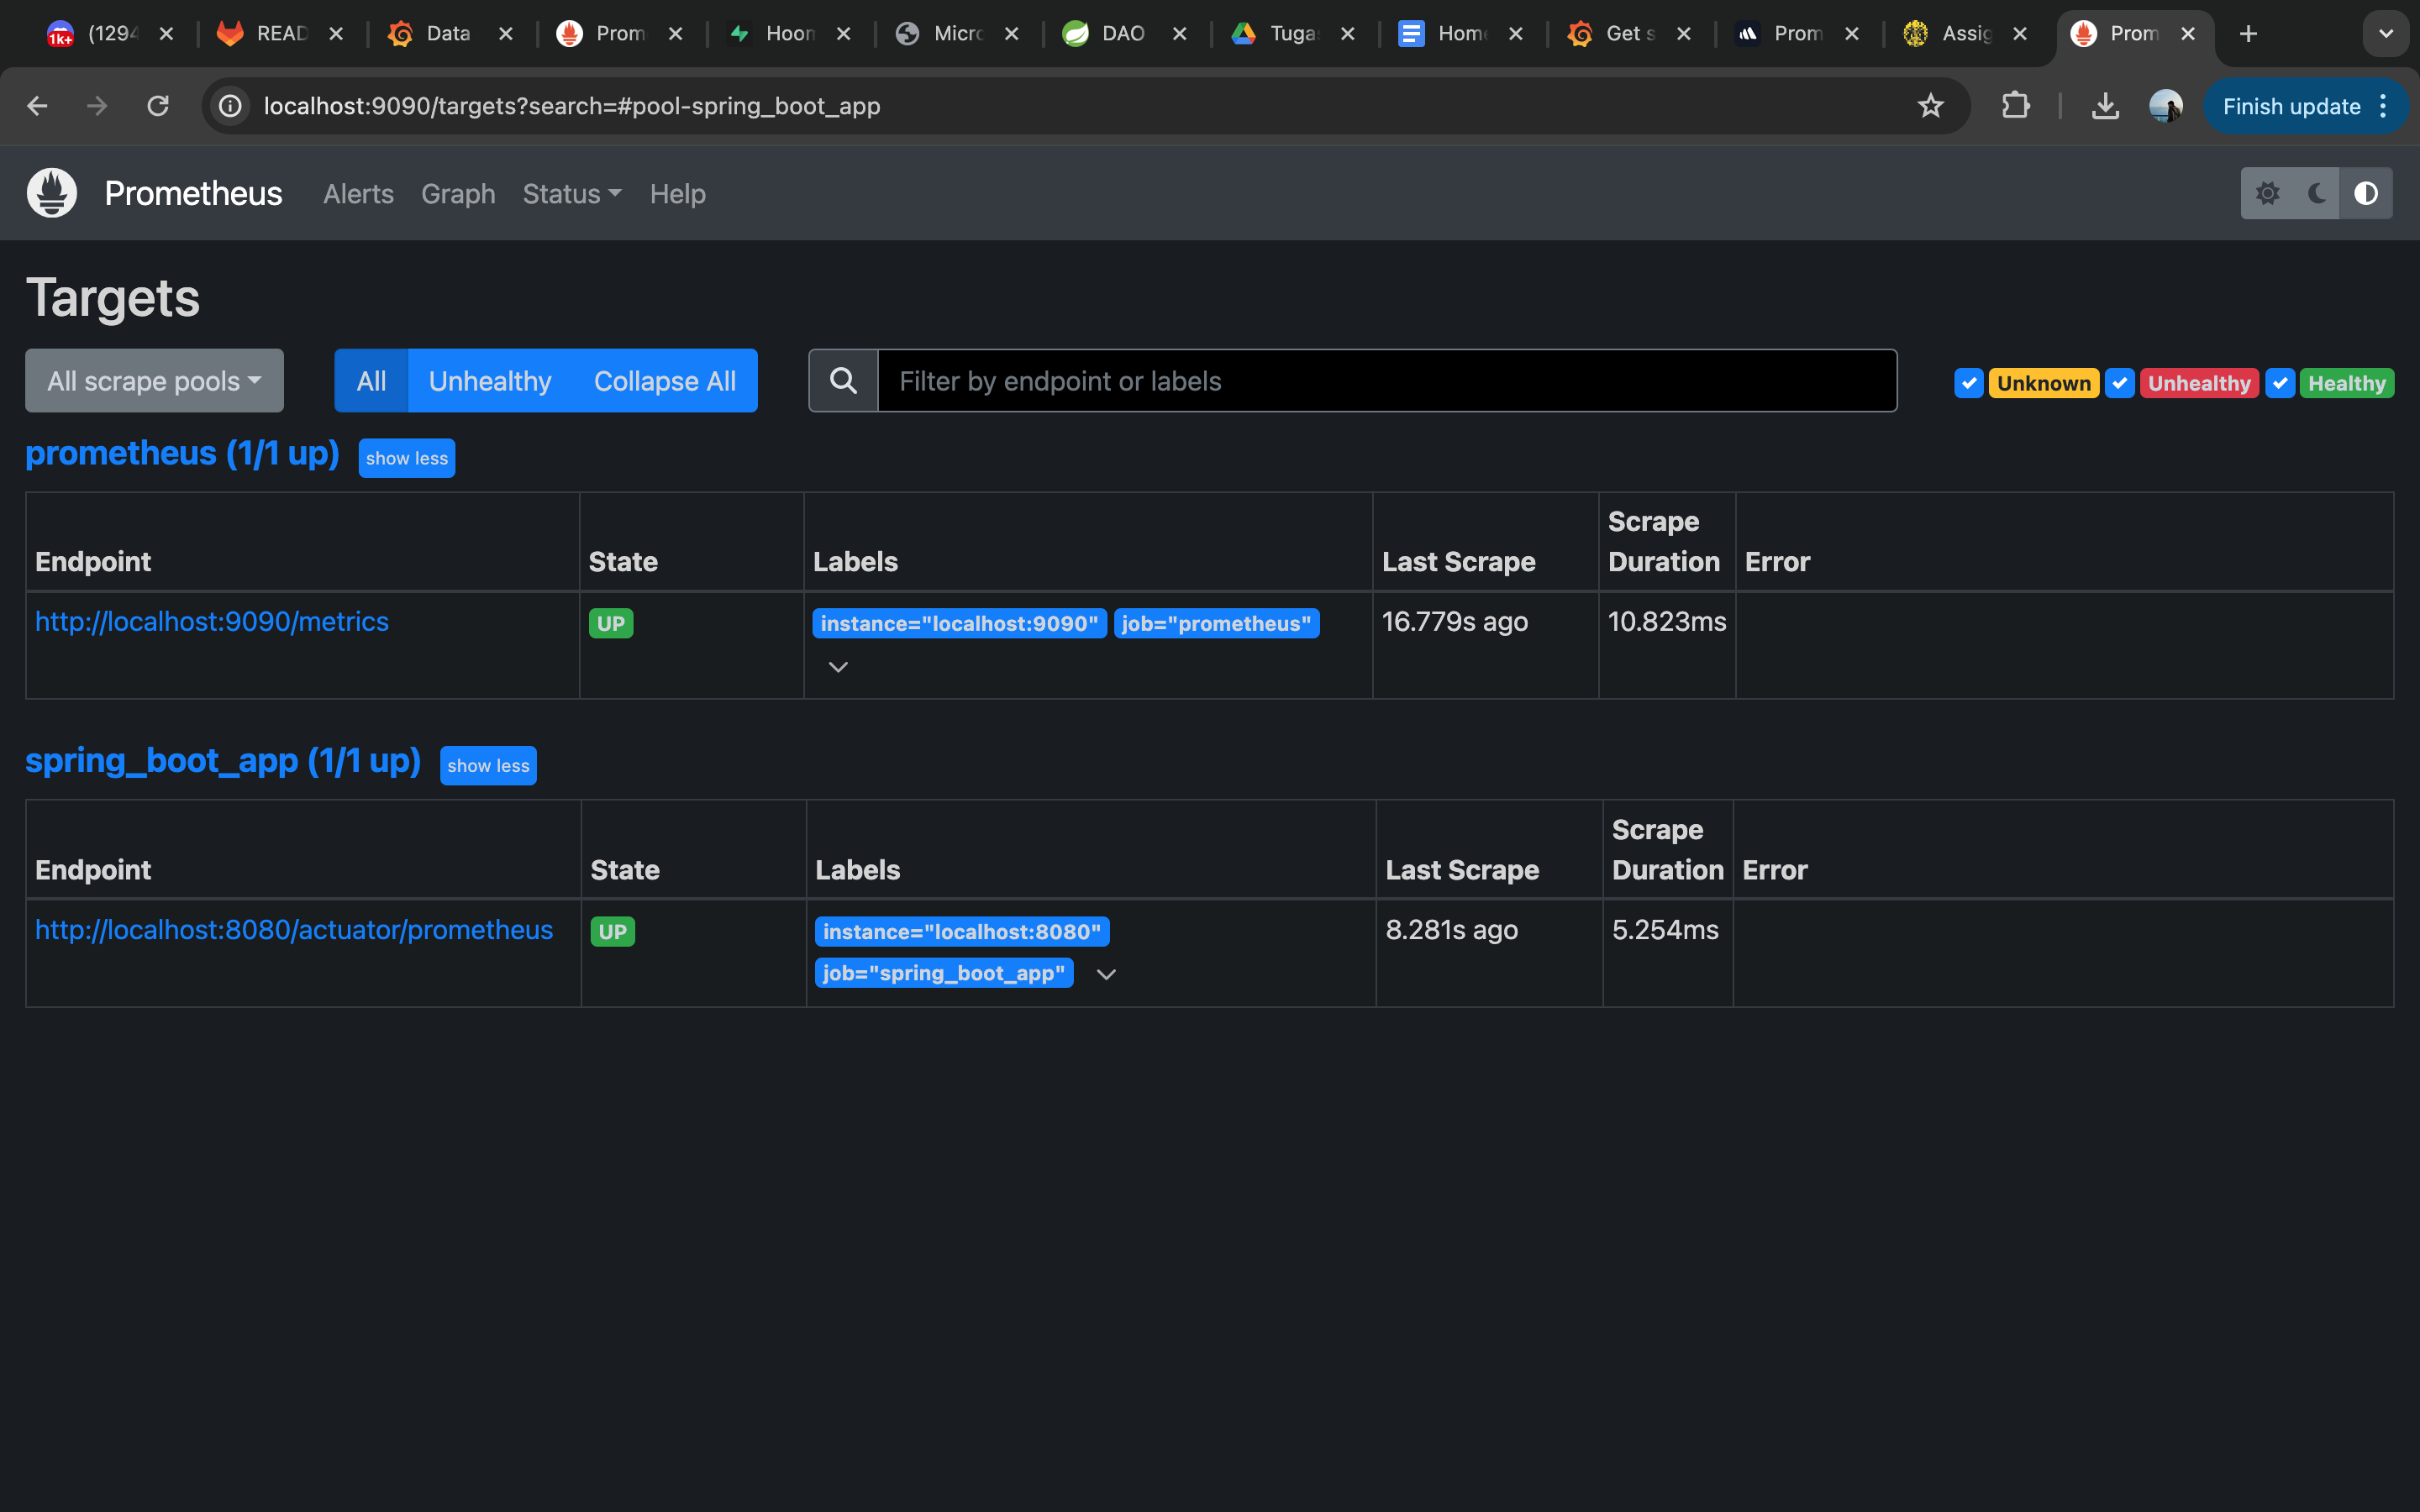 1k+ (1294 READ Data Prom Hoom Micro DAO Tuga Home Get s Prom Assig Prom
localhost:9090/targets?search=#pool-spring_boot_app Finish update
Prometheus Alerts Graph Status Help
Targets
All scrape pools All Unhealthy Collapse All Filter by endpoint or labels Unknown Unhealthy Healthy
prometheus (1/1 up) show less
Endpoint State Labels Last Scrape Scrape Duration Error
http://localhost:9090/metrics UP instance="localhost:9090" job="prometheus" 16.779s ago 10.823ms
spring_boot_app (1/1 up) show less
Endpoint State Labels Last Scrape Scrape Duration Error
http://localhost:8080/actuator/prometheus UP instance="localhost:8080" 8.281s ago 5.254ms
job="spring_boot_app"